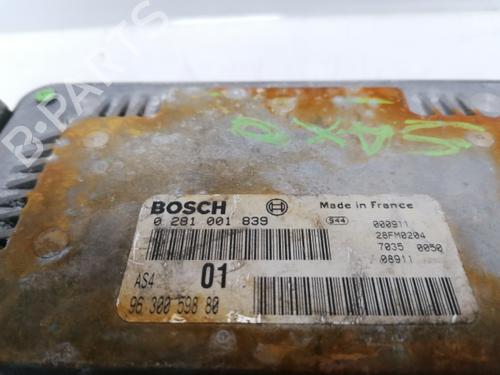 B-PARTS
SAXO
BOSCH
Made in France
0 281 001 839
944
000911
28FM0204
7035 0050
08911
AS4
01
96 300 598 80